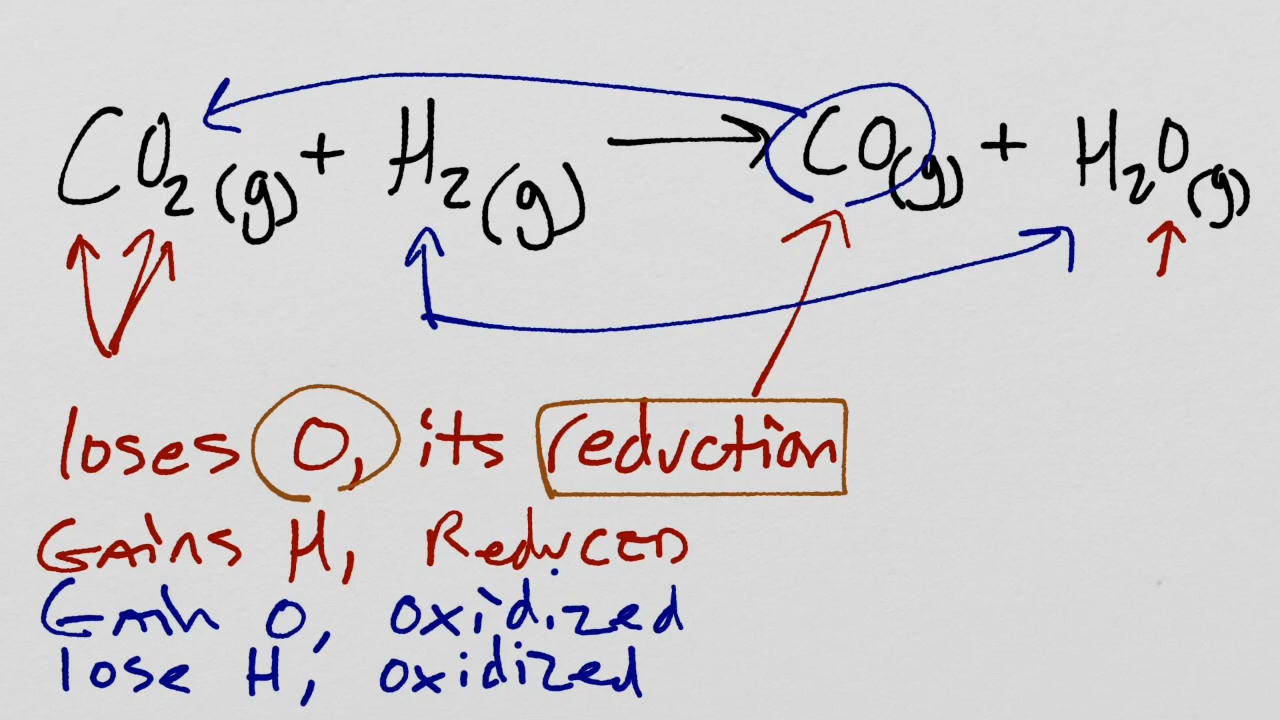 CO2(g) + H2(g) → CO(g) + H2O(g)
loses O, its reduction
Gains H, Reduced
Gain O, oxidized
lose H, oxidized